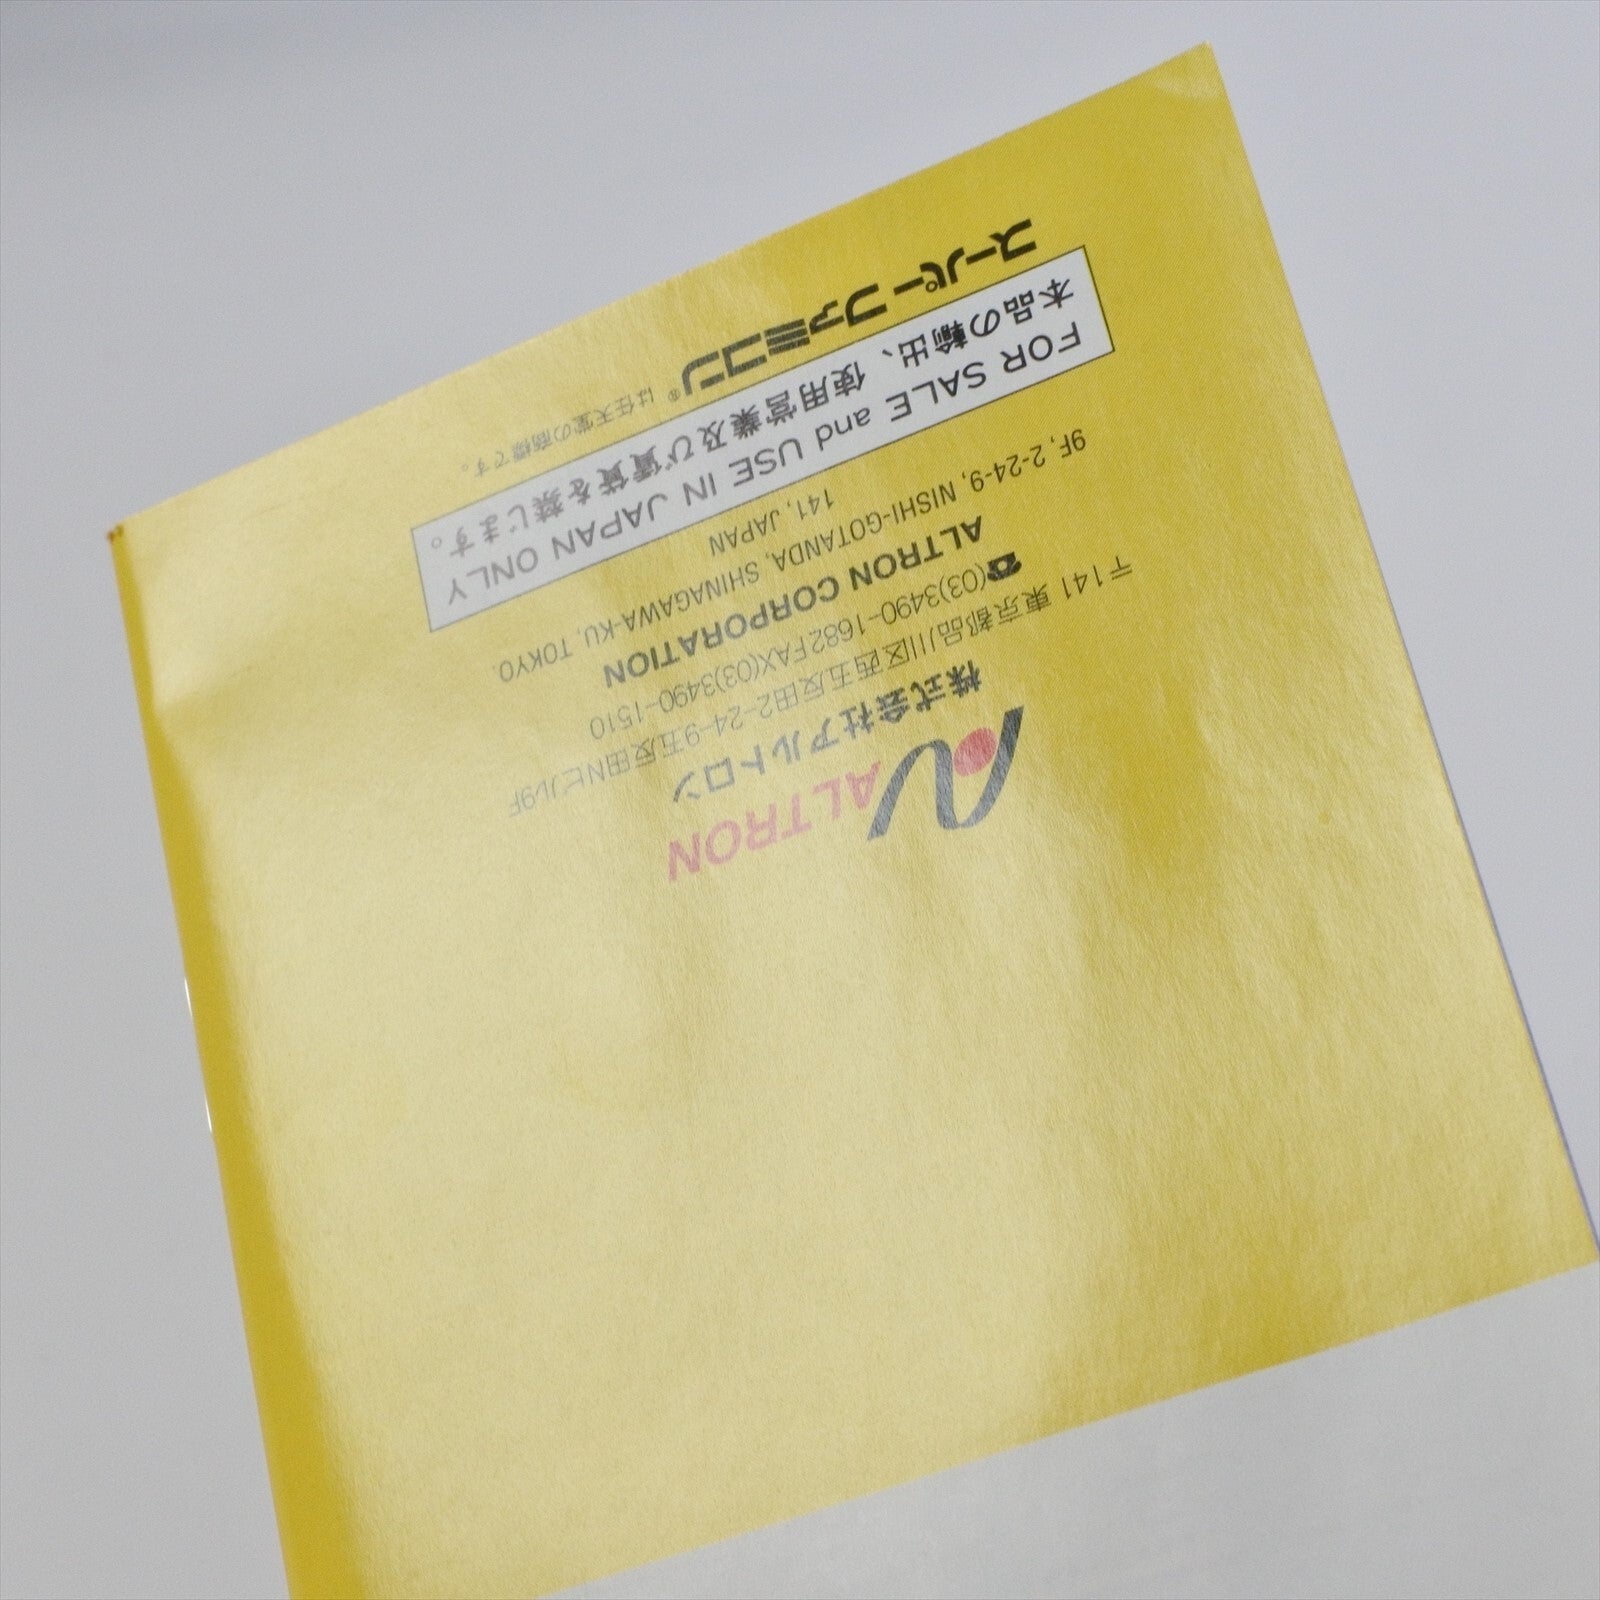 ALTRON
株式会社アルトロン
〒141 東京都品川区西五反田2-24-9五反田Nビル9F
☎(03)3490-1682FAX(03)3490-1510
ALTRON CORPORATION
9F, 2-24-9, NISHI-GOTANDA, SHINAGAWA-KU, TOKYO.
141, JAPAN
FOR SALE and USE IN JAPAN ONLY
本品の輸出、使用営業及び賃貸を禁じます。
スーパーファミコン® は任天堂の商標です。